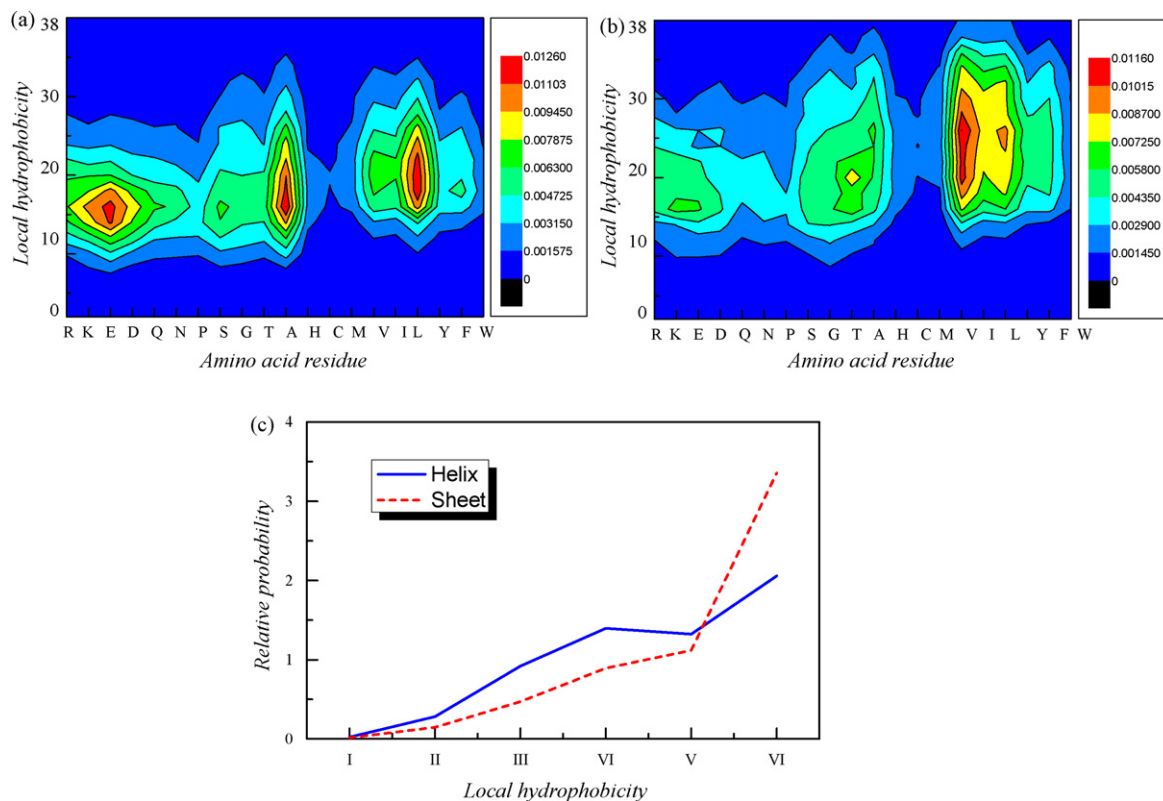 (a)
38
30
20
10
0
Local hydrophobicity
R K E D Q N P S G T A H C M V I L Y F W
Amino acid residue
0.01260
0.01103
0.009450
0.007875
0.006300
0.004725
0.003150
0.001575
0
(b)
38
30
20
10
0
Local hydrophobicity
R K E D Q N P S G T A H C M V I L Y F W
Amino acid residue
0.01160
0.01015
0.008700
0.007250
0.005800
0.004350
0.002900
0.001450
0
(c)
4
3
2
1
0
Relative probability
Helix
Sheet
I II III VI V VI
Local hydrophobicity